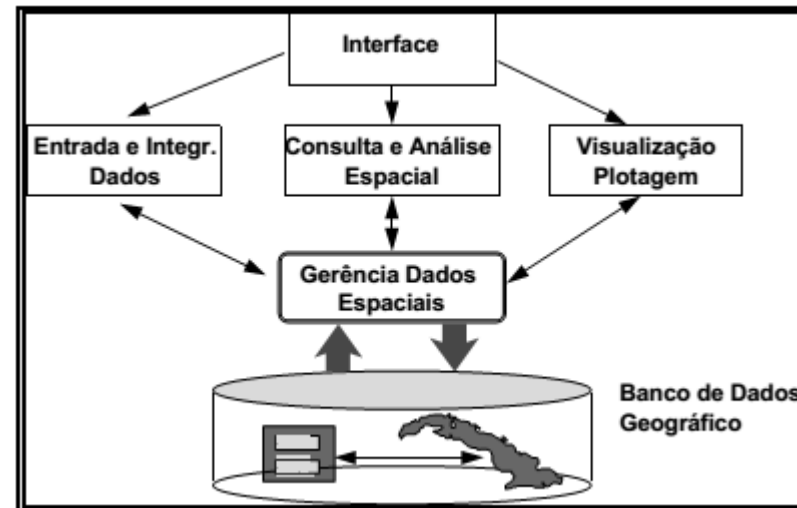 Interface
Entrada e Integr.
Dados
Consulta e Análise
Espacial
Visualização
Plotagem
Gerência Dados
Espaciais
Banco de Dados
Geográfico